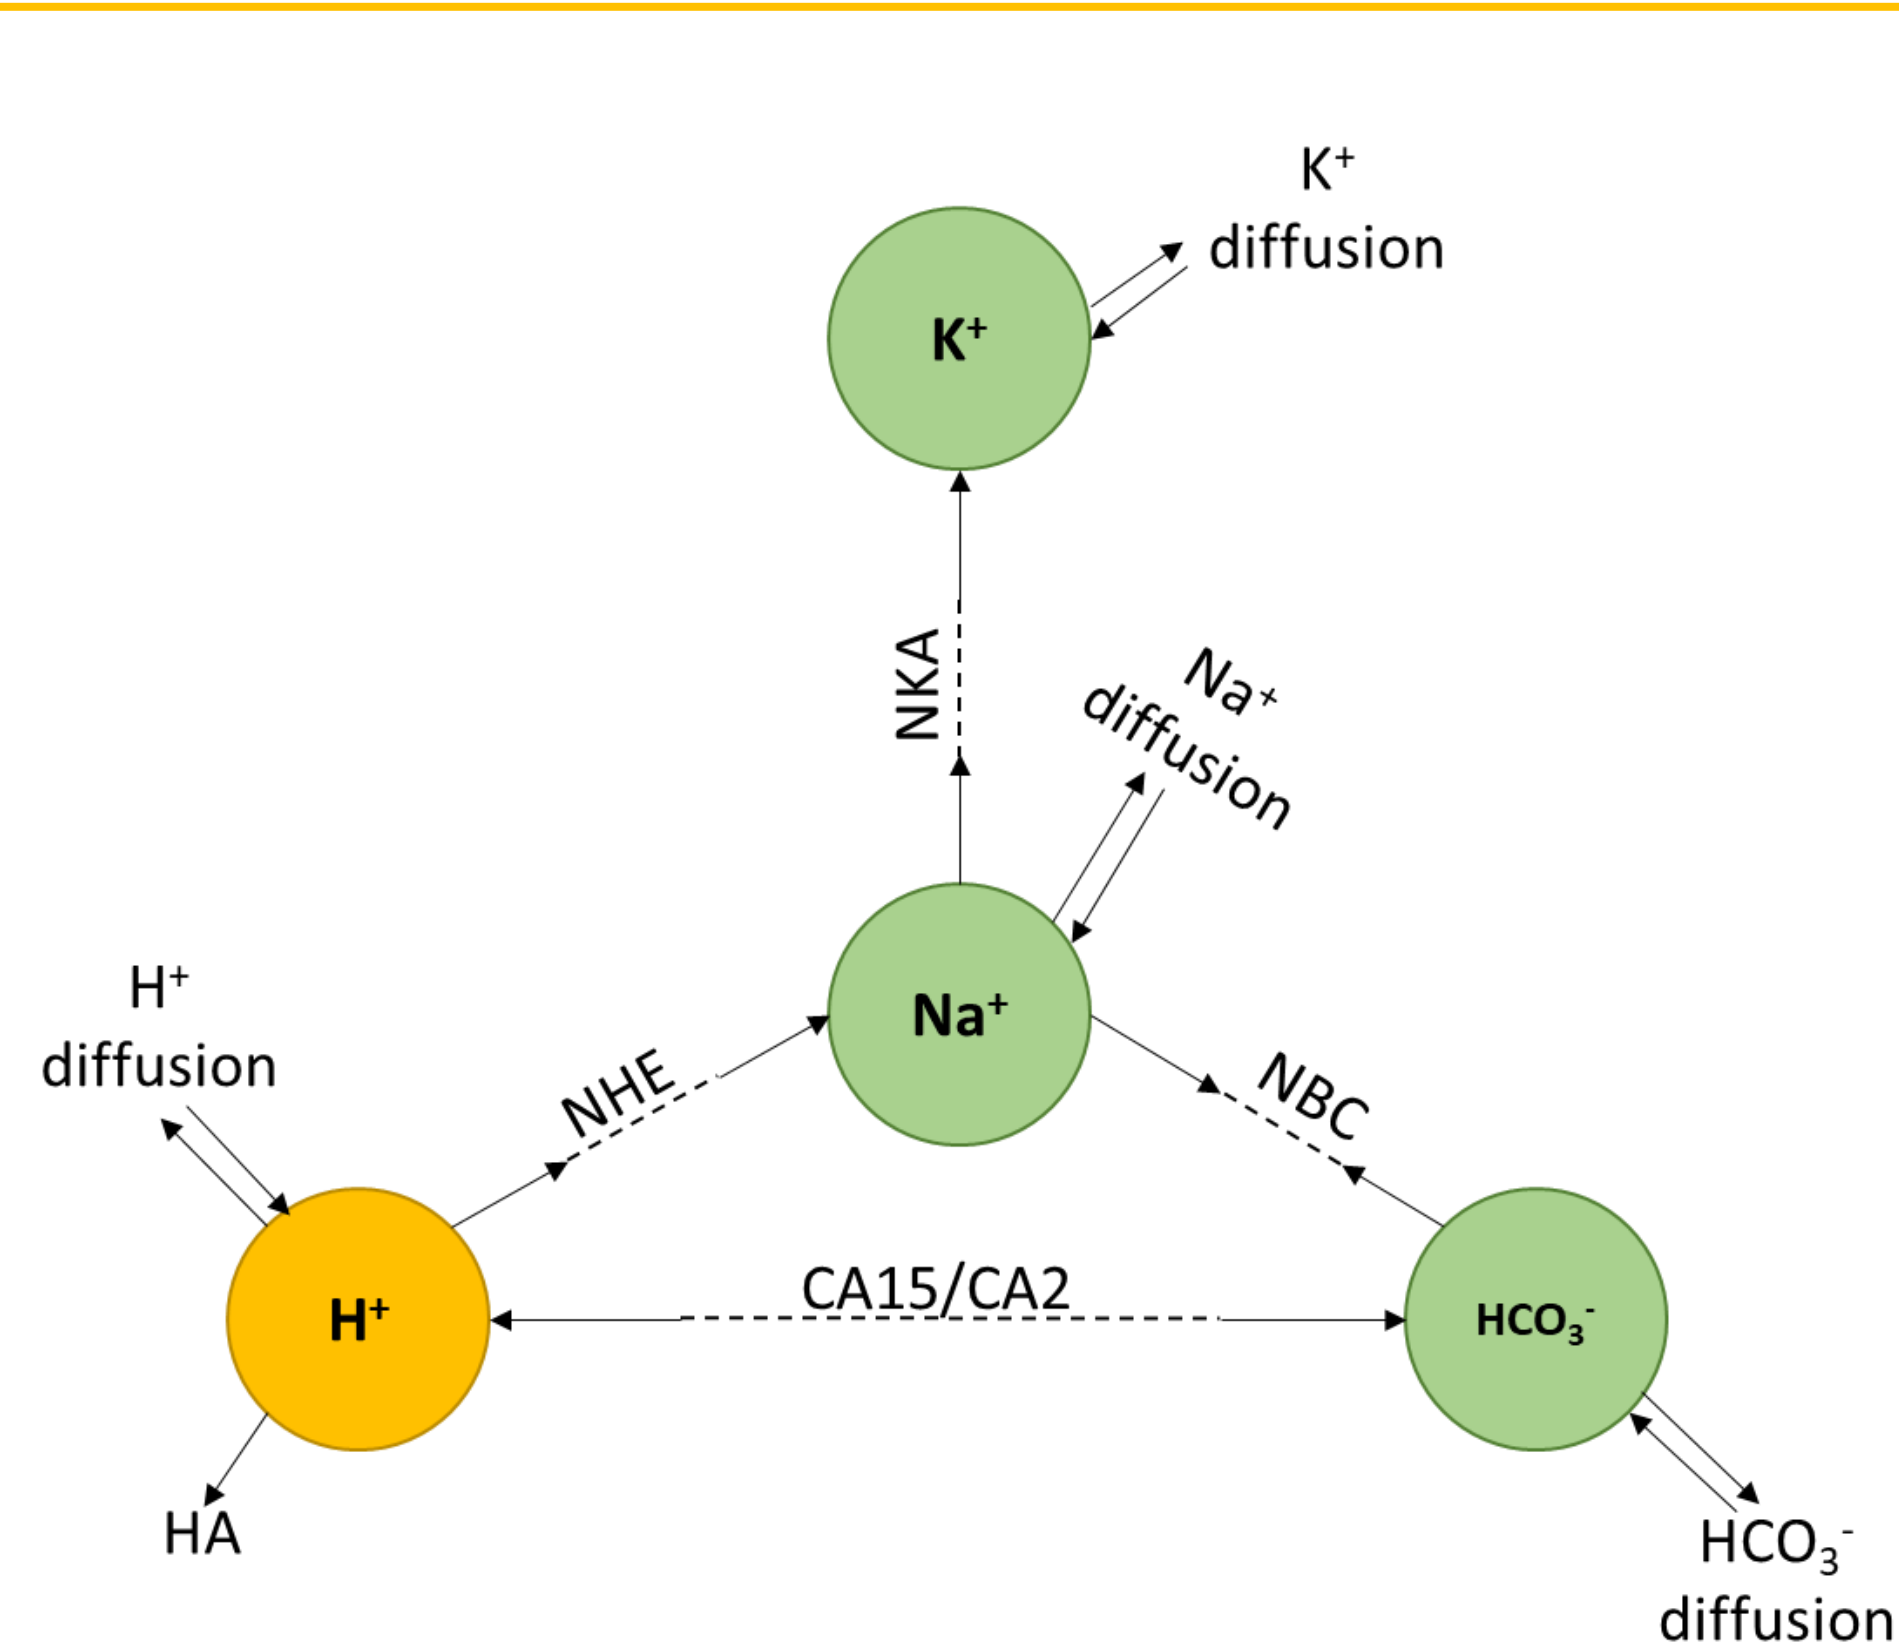 K⁺
diffusion
K⁺
NKA
Na⁺
diffusion
H⁺
diffusion
Na⁺
NHE
NBC
CA15/CA2
H⁺
HCO₃⁻
HA
HCO₃⁻
diffusion